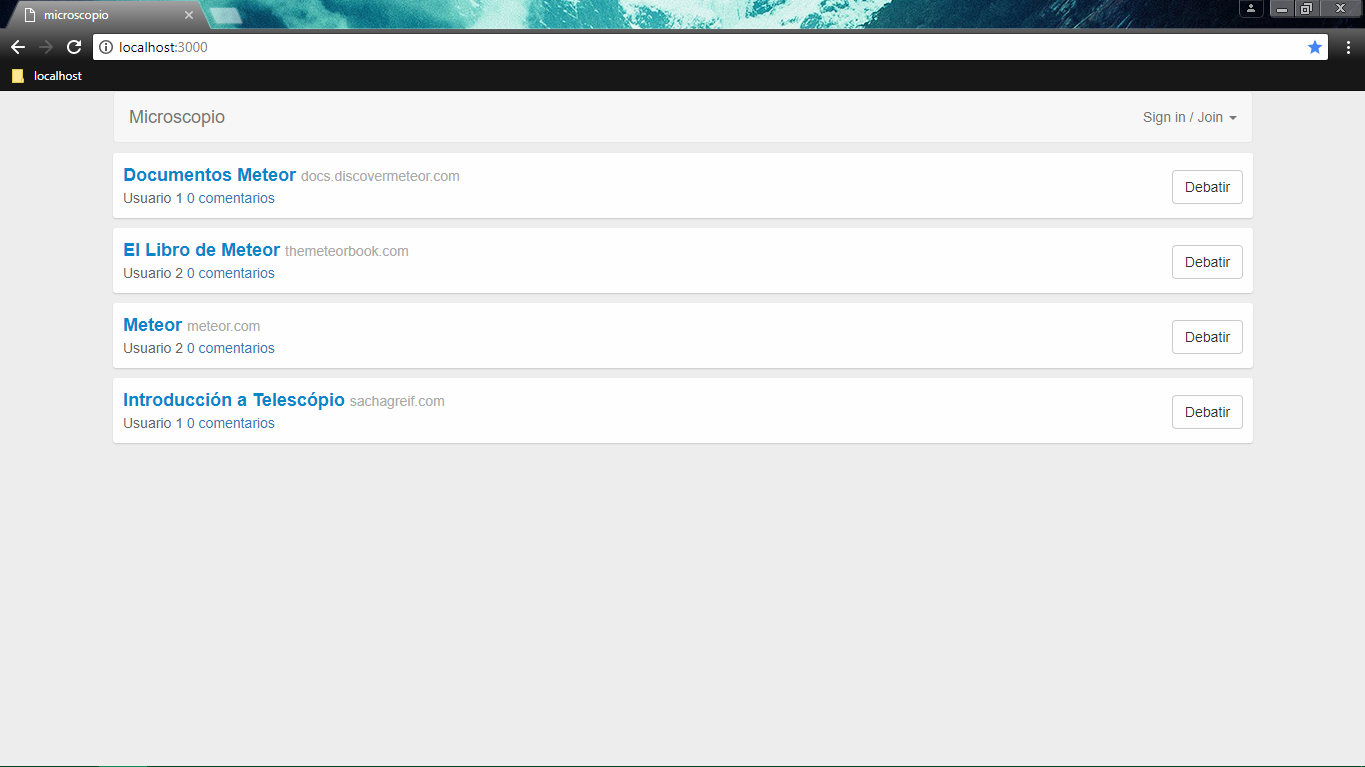 microscopio
localhost:3000
localhost
Microscopio Sign in / Join
Documentos Meteor docs.discovermeteor.com
Usuario 1 0 comentarios
Debatir
El Libro de Meteor themeteorbook.com
Usuario 2 0 comentarios
Debatir
Meteor meteor.com
Usuario 2 0 comentarios
Debatir
Introducción a Telescópio sachagreif.com
Usuario 1 0 comentarios
Debatir